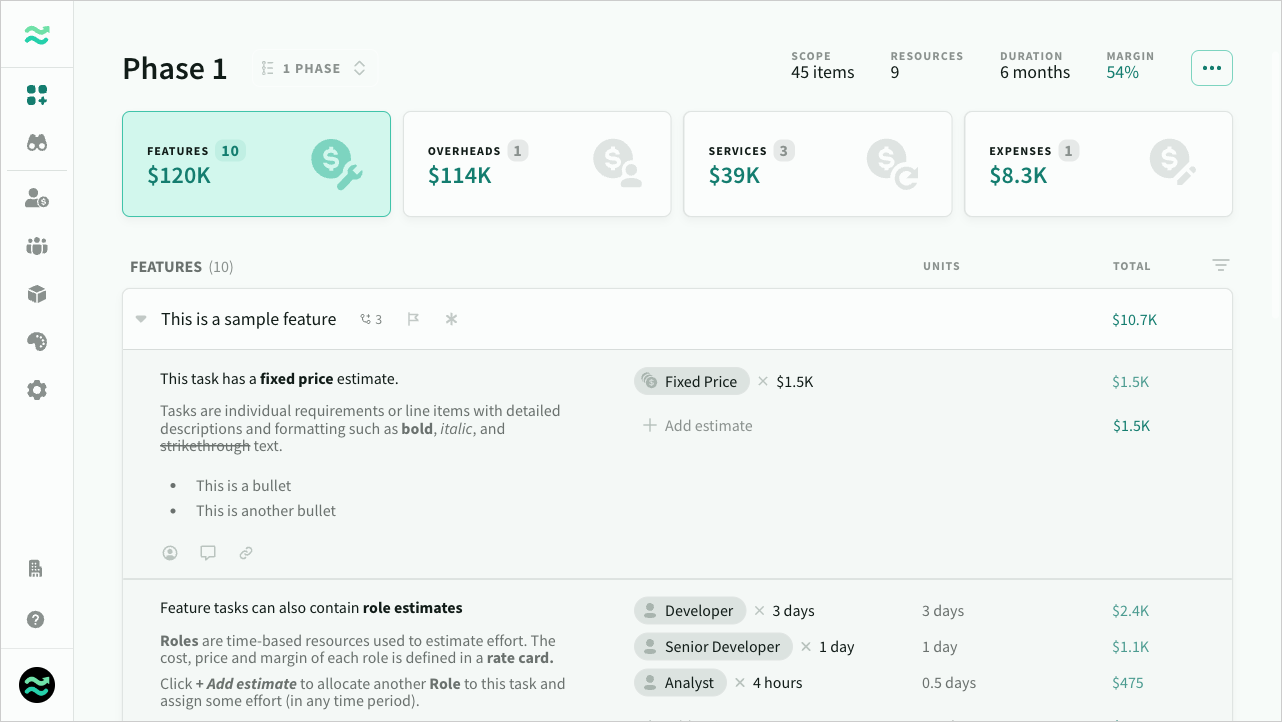 Phase 1
1 PHASE
SCOPE
45 items
RESOURCES
9
DURATION
6 months
MARGIN
54%
FEATURES 10
$120K
OVERHEADS 1
$114K
SERVICES 3
$39K
EXPENSES 1
$8.3K
FEATURES (10)
UNITS
TOTAL
This is a sample feature
3
$10.7K
This task has a fixed price estimate.
Fixed Price × $1.5K
$1.5K
Tasks are individual requirements or line items with detailed
descriptions and formatting such as bold, italic, and
strikethrough text.
+ Add estimate
$1.5K
• This is a bullet
• This is another bullet
Feature tasks can also contain role estimates
Developer × 3 days
3 days
$2.4K
Roles are time-based resources used to estimate effort. The
cost, price and margin of each role is defined in a rate card.
Senior Developer × 1 day
1 day
$1.1K
Click + Add estimate to allocate another Role to this task and
assign some effort (in any time period).
Analyst × 4 hours
0.5 days
$475